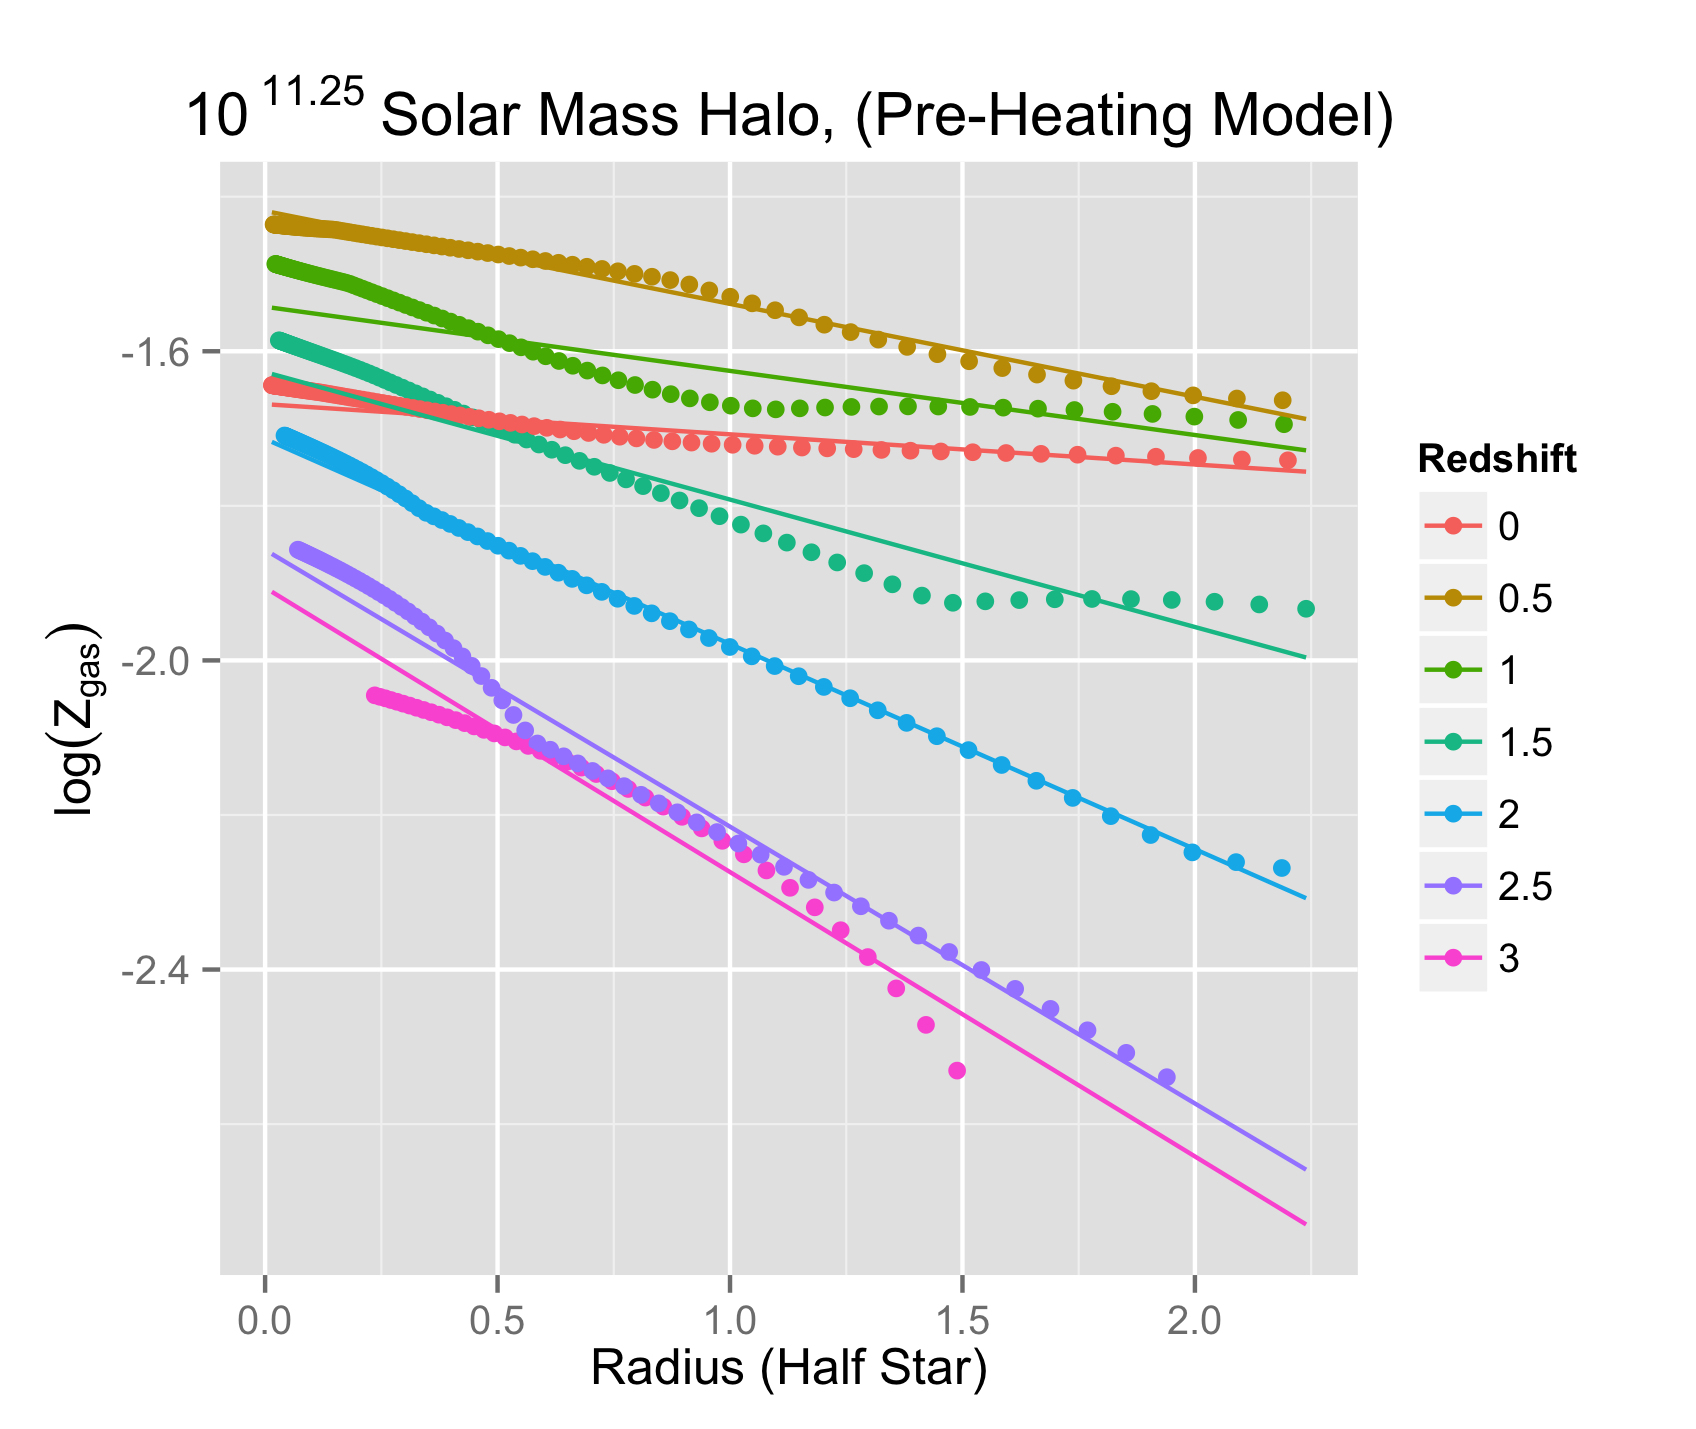 10^11.25 Solar Mass Halo, (Pre-Heating Model)
log(Z_gas)
-1.6
-2.0
-2.4
0.0 0.5 1.0 1.5 2.0
Radius (Half Star)
Redshift
0
0.5
1
1.5
2
2.5
3